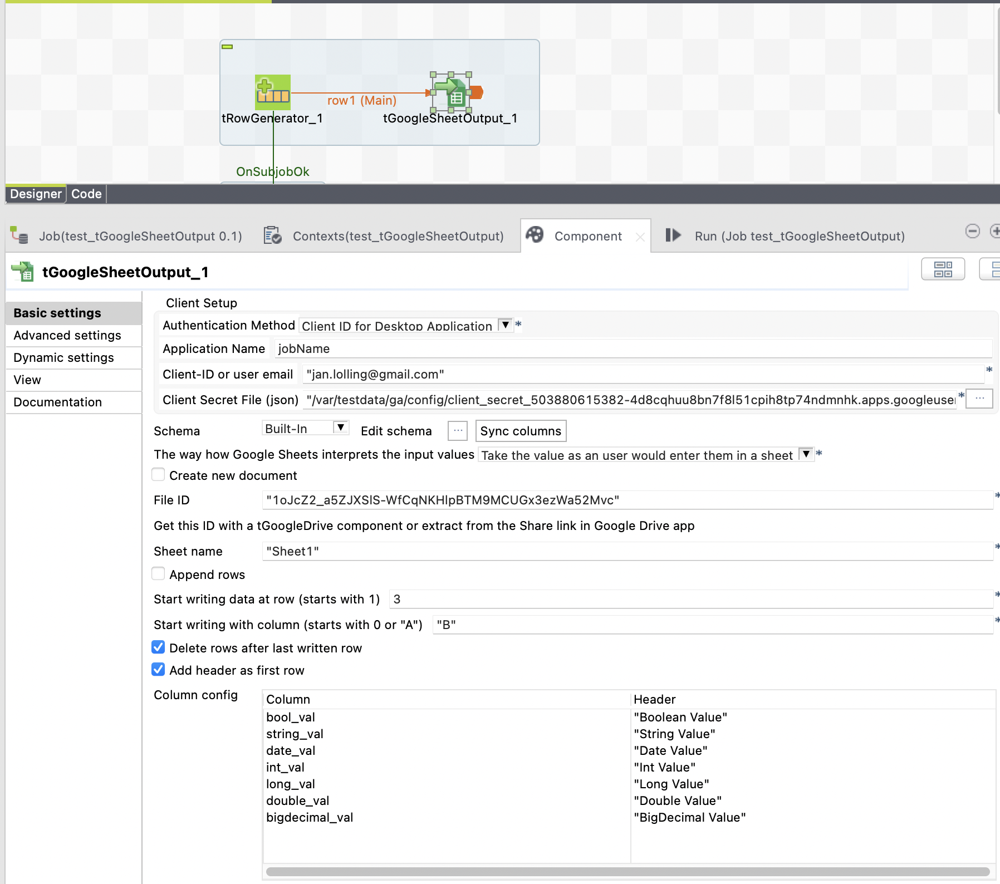 row1 (Main)
tRowGenerator_1
tGoogleSheetOutput_1
OnSubjobOk
Designer
Code
Job(test_tGoogleSheetOutput 0.1)
Contexts(test_tGoogleSheetOutput)
Component
Run (Job test_tGoogleSheetOutput)
tGoogleSheetOutput_1
Basic settings
Advanced settings
Dynamic settings
View
Documentation
Client Setup
Authentication Method Client ID for Desktop Application *
Application Name jobName
Client-ID or user email "jan.lolling@gmail.com" *
Client Secret File (json) "/var/testdata/ga/config/client_secret_503880615382-4d8cqhuu8bn7f8l51cpih8tp74ndmnhk.apps.googleuse * ...
Schema Built-In Edit schema ... Sync columns
The way how Google Sheets interprets the input values Take the value as an user would enter them in a sheet *
Create new document
File ID "1oJcZ2_a5ZJXSlS-WfCqNKHlpBTM9MCUGx3ezWa52Mvc" *
Get this ID with a tGoogleDrive component or extract from the Share link in Google Drive app
Sheet name "Sheet1" *
Append rows
Start writing data at row (starts with 1) 3 *
Start writing with column (starts with 0 or "A") "B" *
Delete rows after last written row
Add header as first row
Column config
Column Header
bool_val "Boolean Value"
string_val "String Value"
date_val "Date Value"
int_val "Int Value"
long_val "Long Value"
double_val "Double Value"
bigdecimal_val "BigDecimal Value"